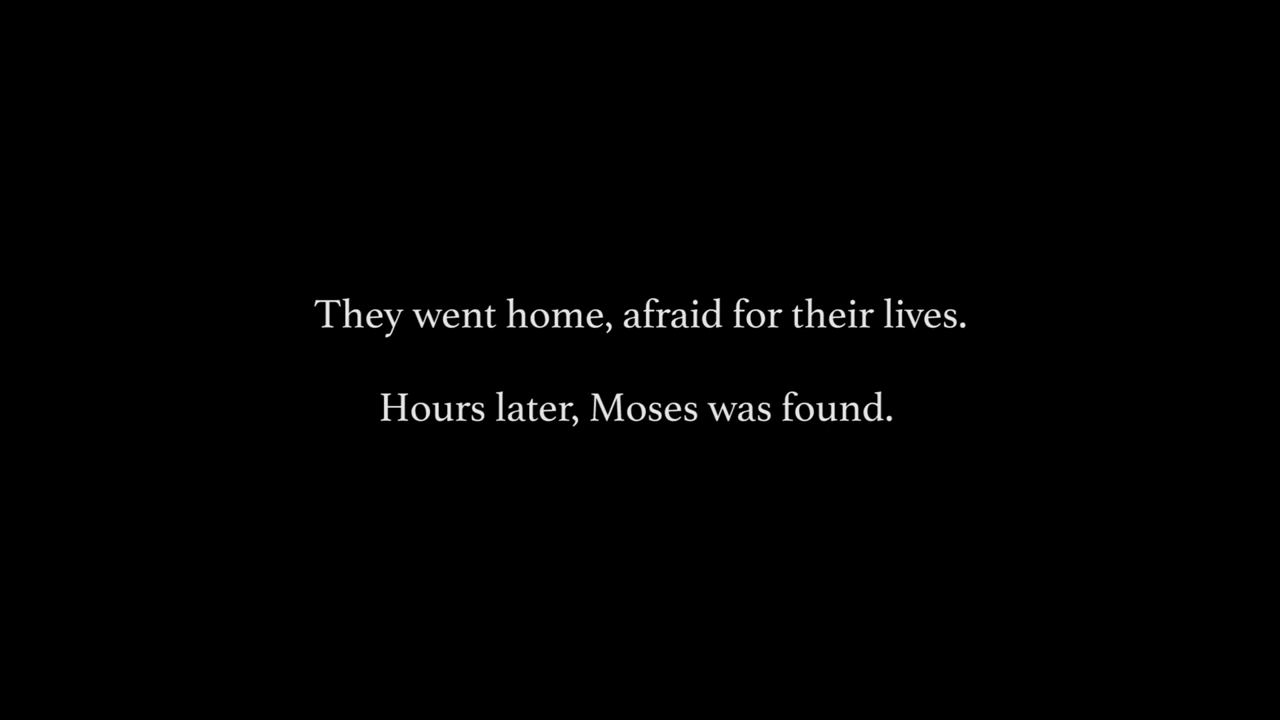 They went home, afraid for their lives.
Hours later, Moses was found.